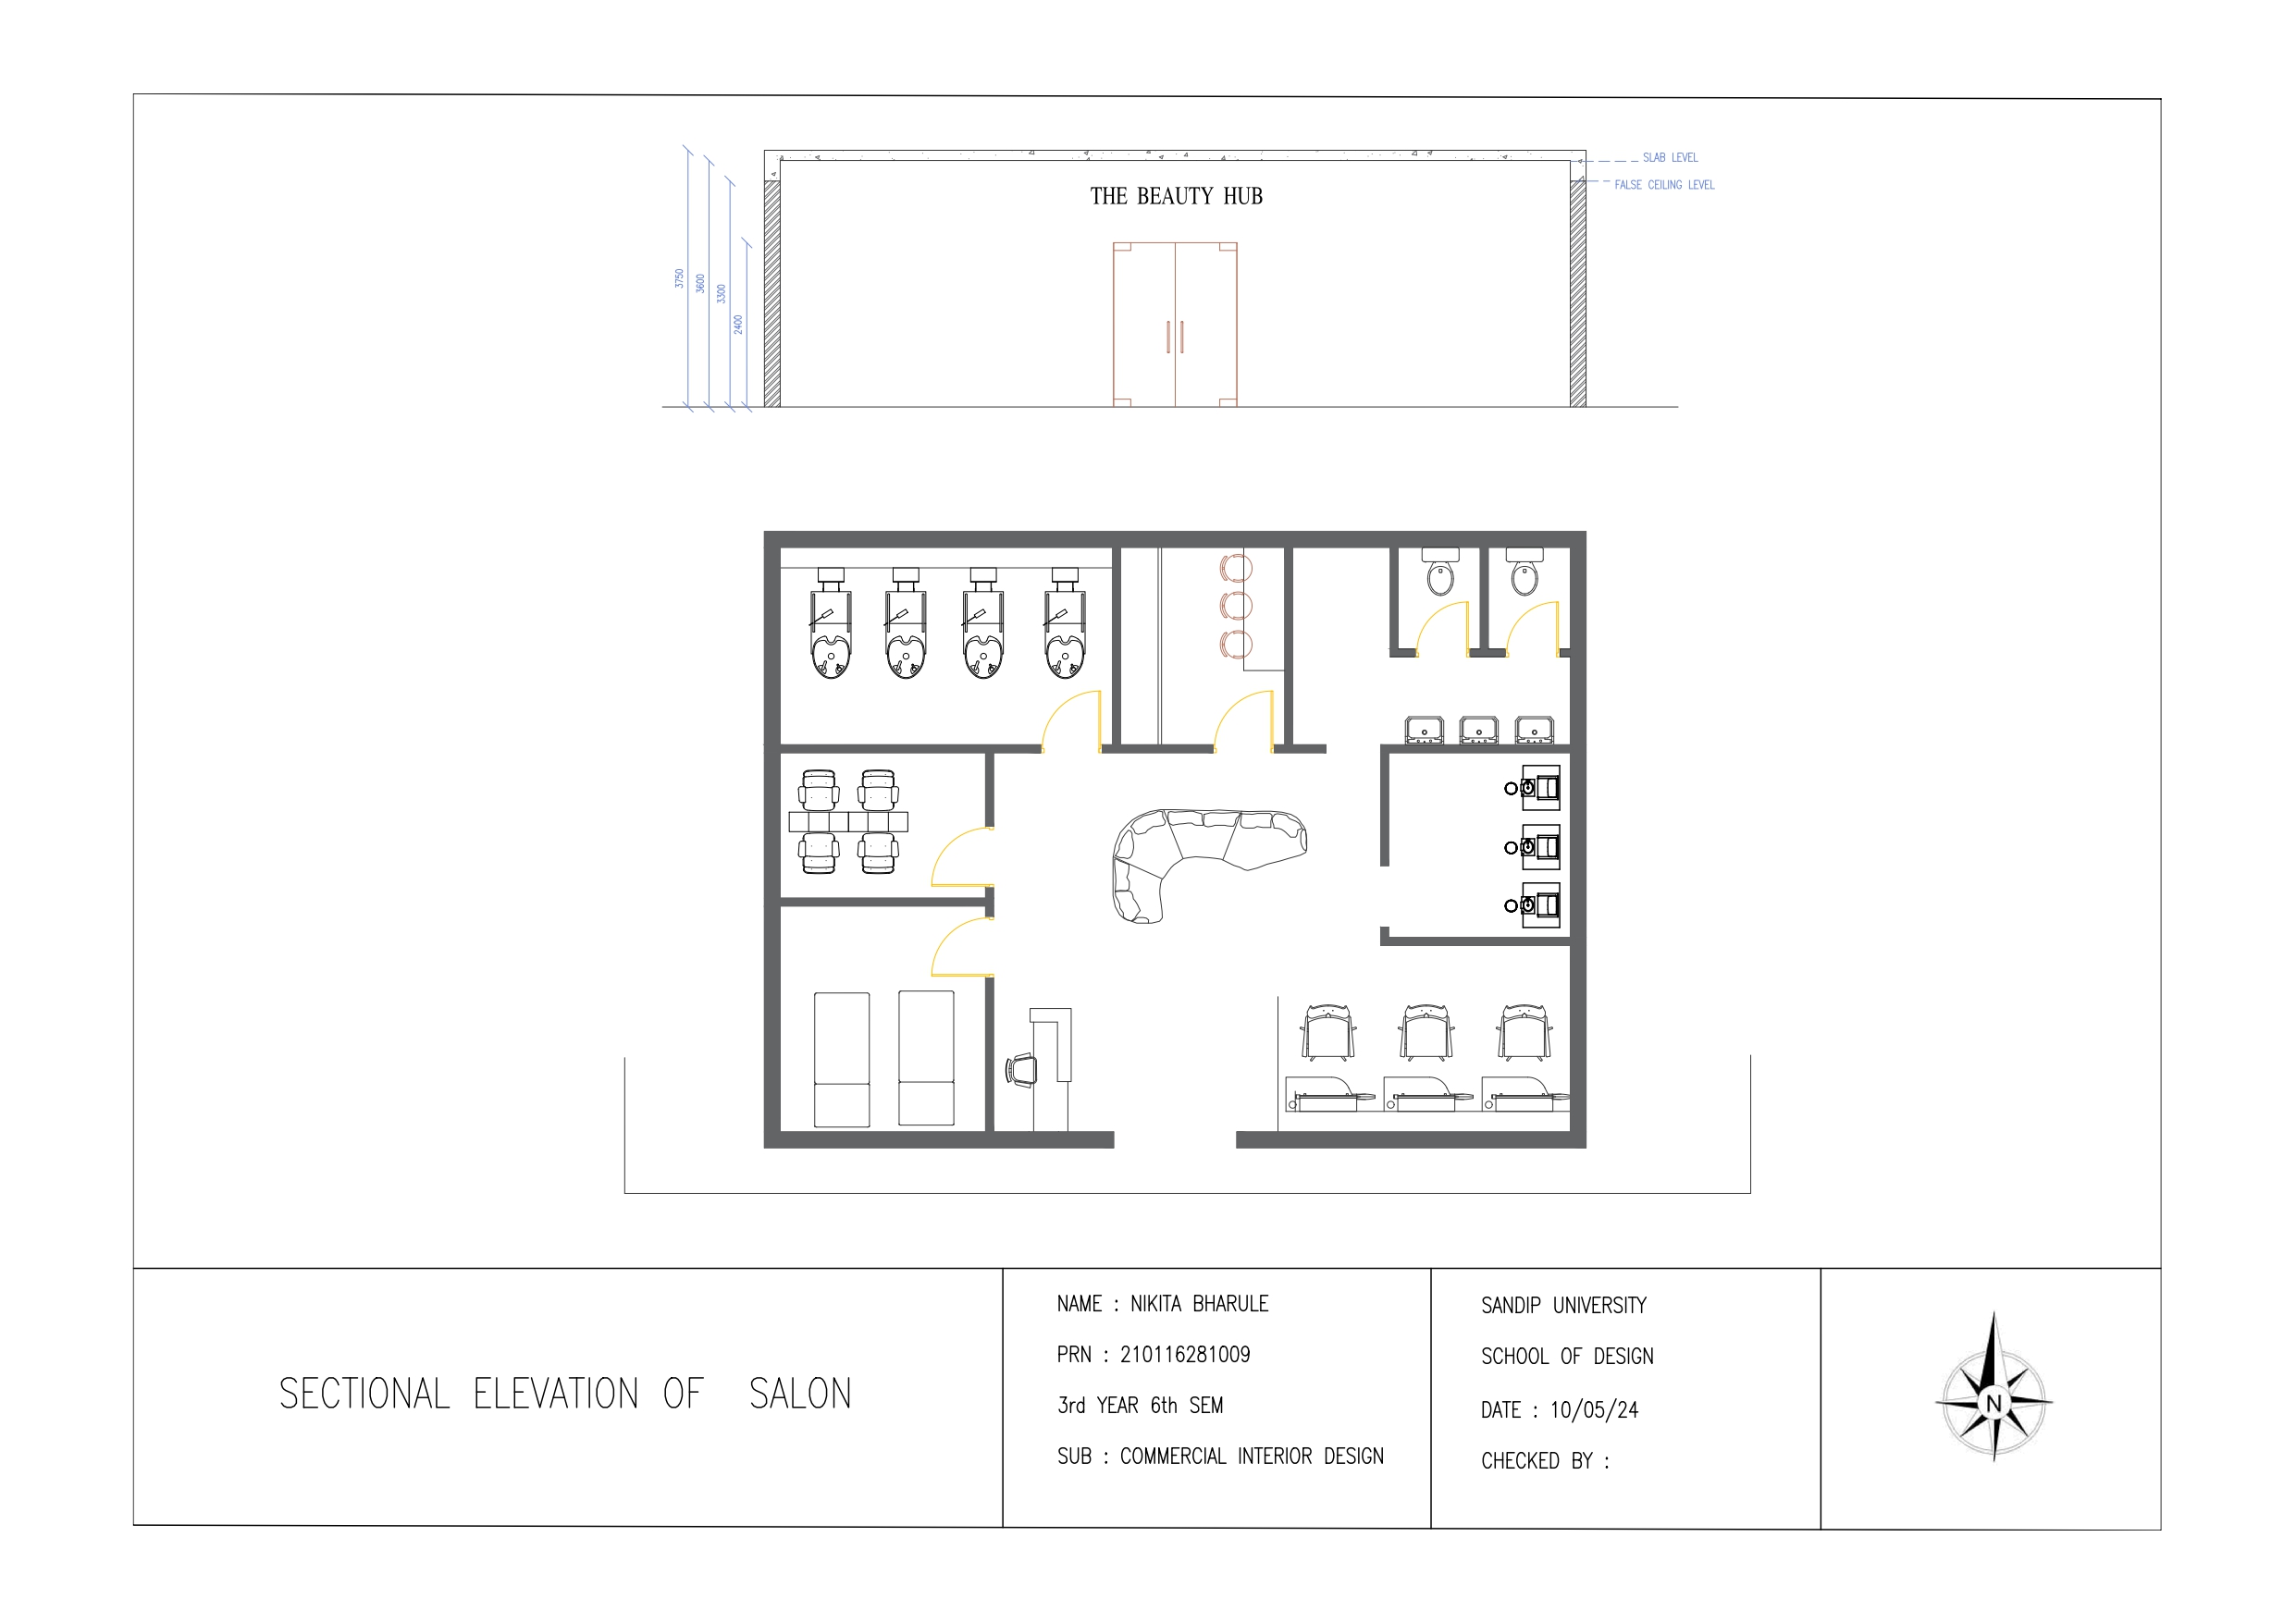 SLAB LEVEL
FALSE CEILING LEVEL
THE BEAUTY HUB
3750
3600
3300
2400
SECTIONAL ELEVATION OF SALON
NAME : NIKITA BHARULE
PRN : 210116281009
3rd YEAR 6th SEM
SUB : COMMERCIAL INTERIOR DESIGN
SANDIP UNIVERSITY
SCHOOL OF DESIGN
DATE : 10/05/24
CHECKED BY :
N